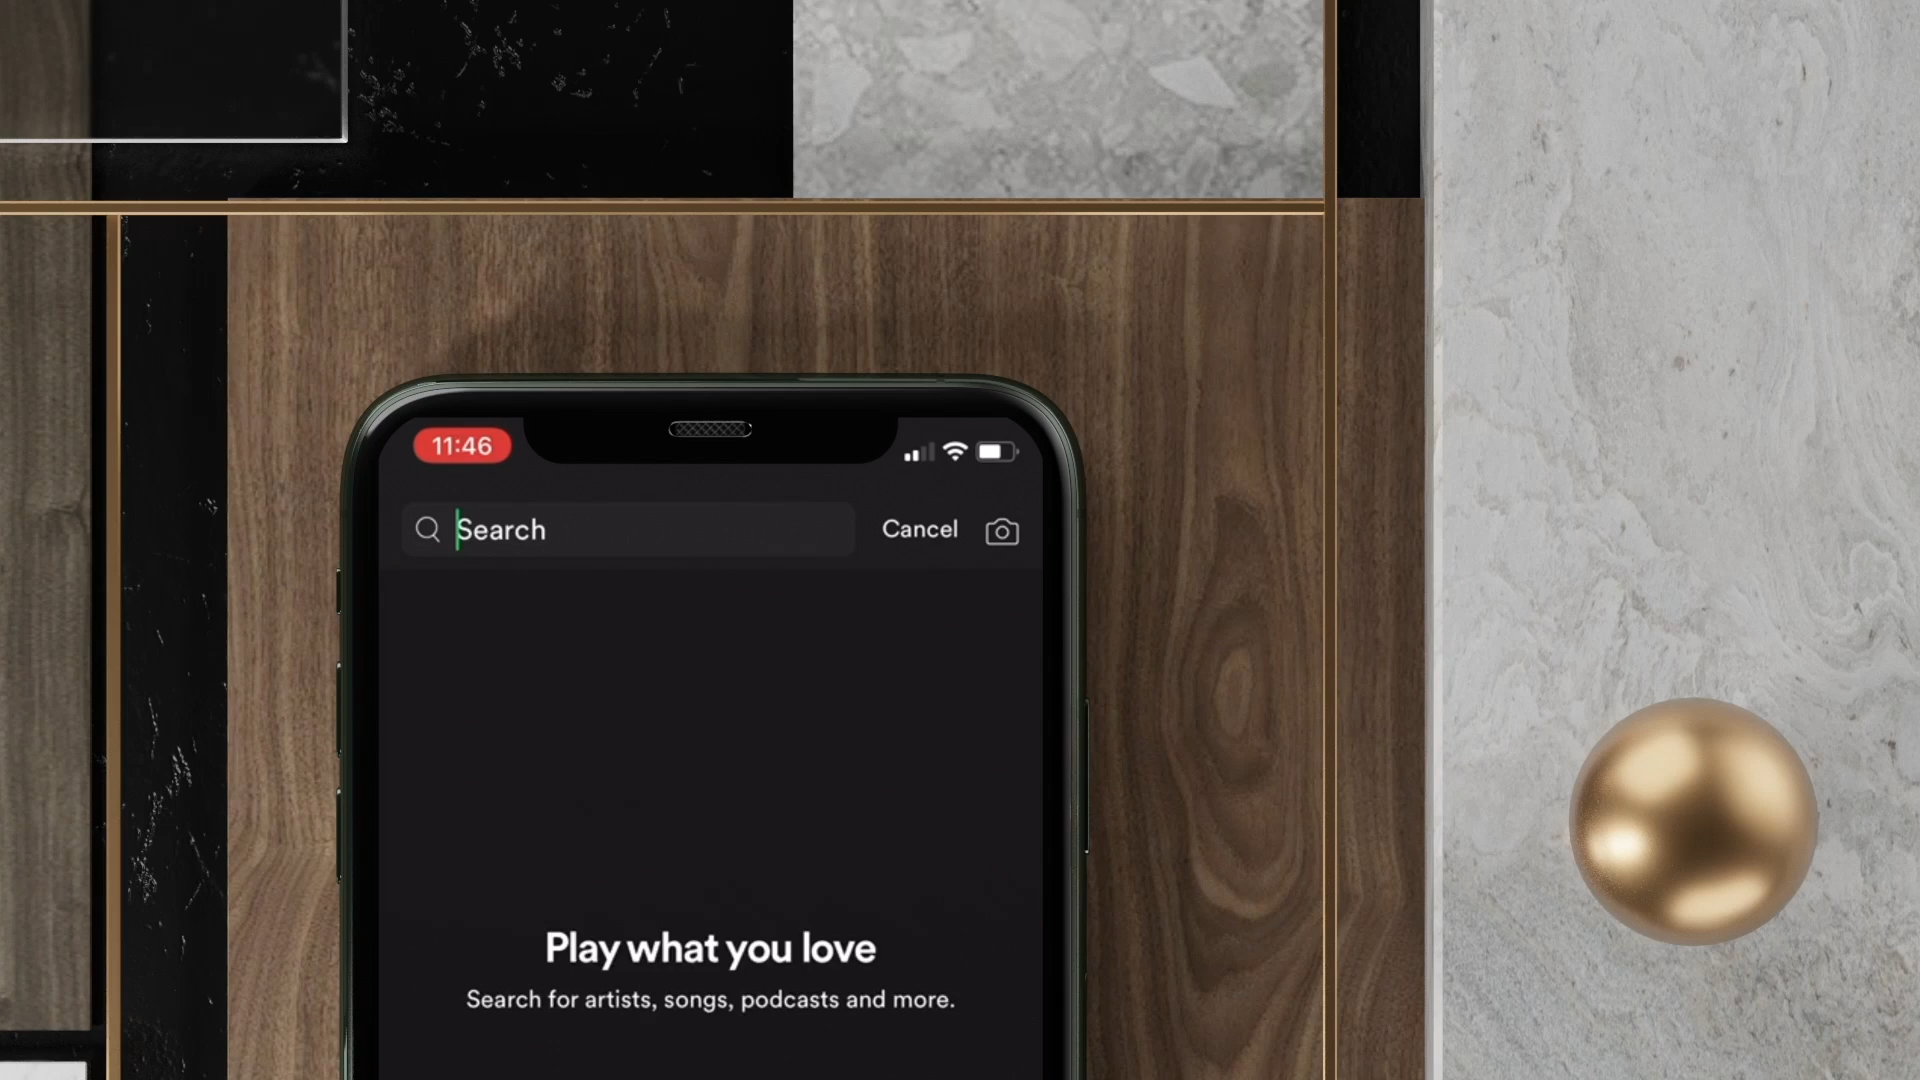 11:46
Search
Cancel
Play what you love
Search for artists, songs, podcasts and more.